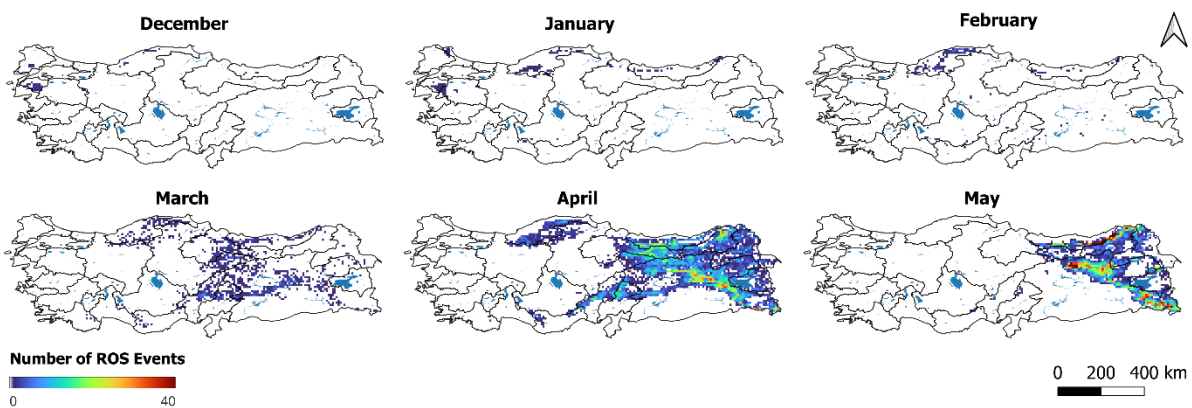 December
January
February
March
April
May
Number of ROS Events
0
40
0 200 400 km